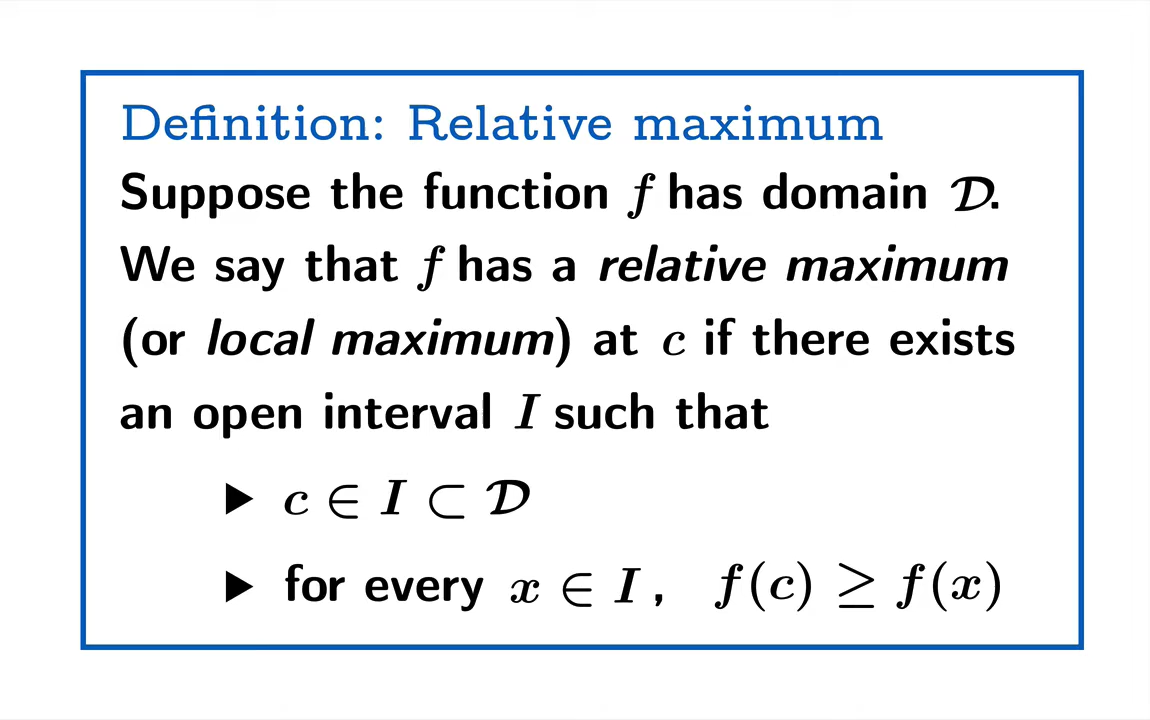 Definition: Relative maximum
Suppose the function f has domain 𝒟.
We say that f has a relative maximum
(or local maximum) at c if there exists
an open interval I such that
▶ c ∈ I ⊂ 𝒟
▶ for every x ∈ I , f(c) ≥ f(x)